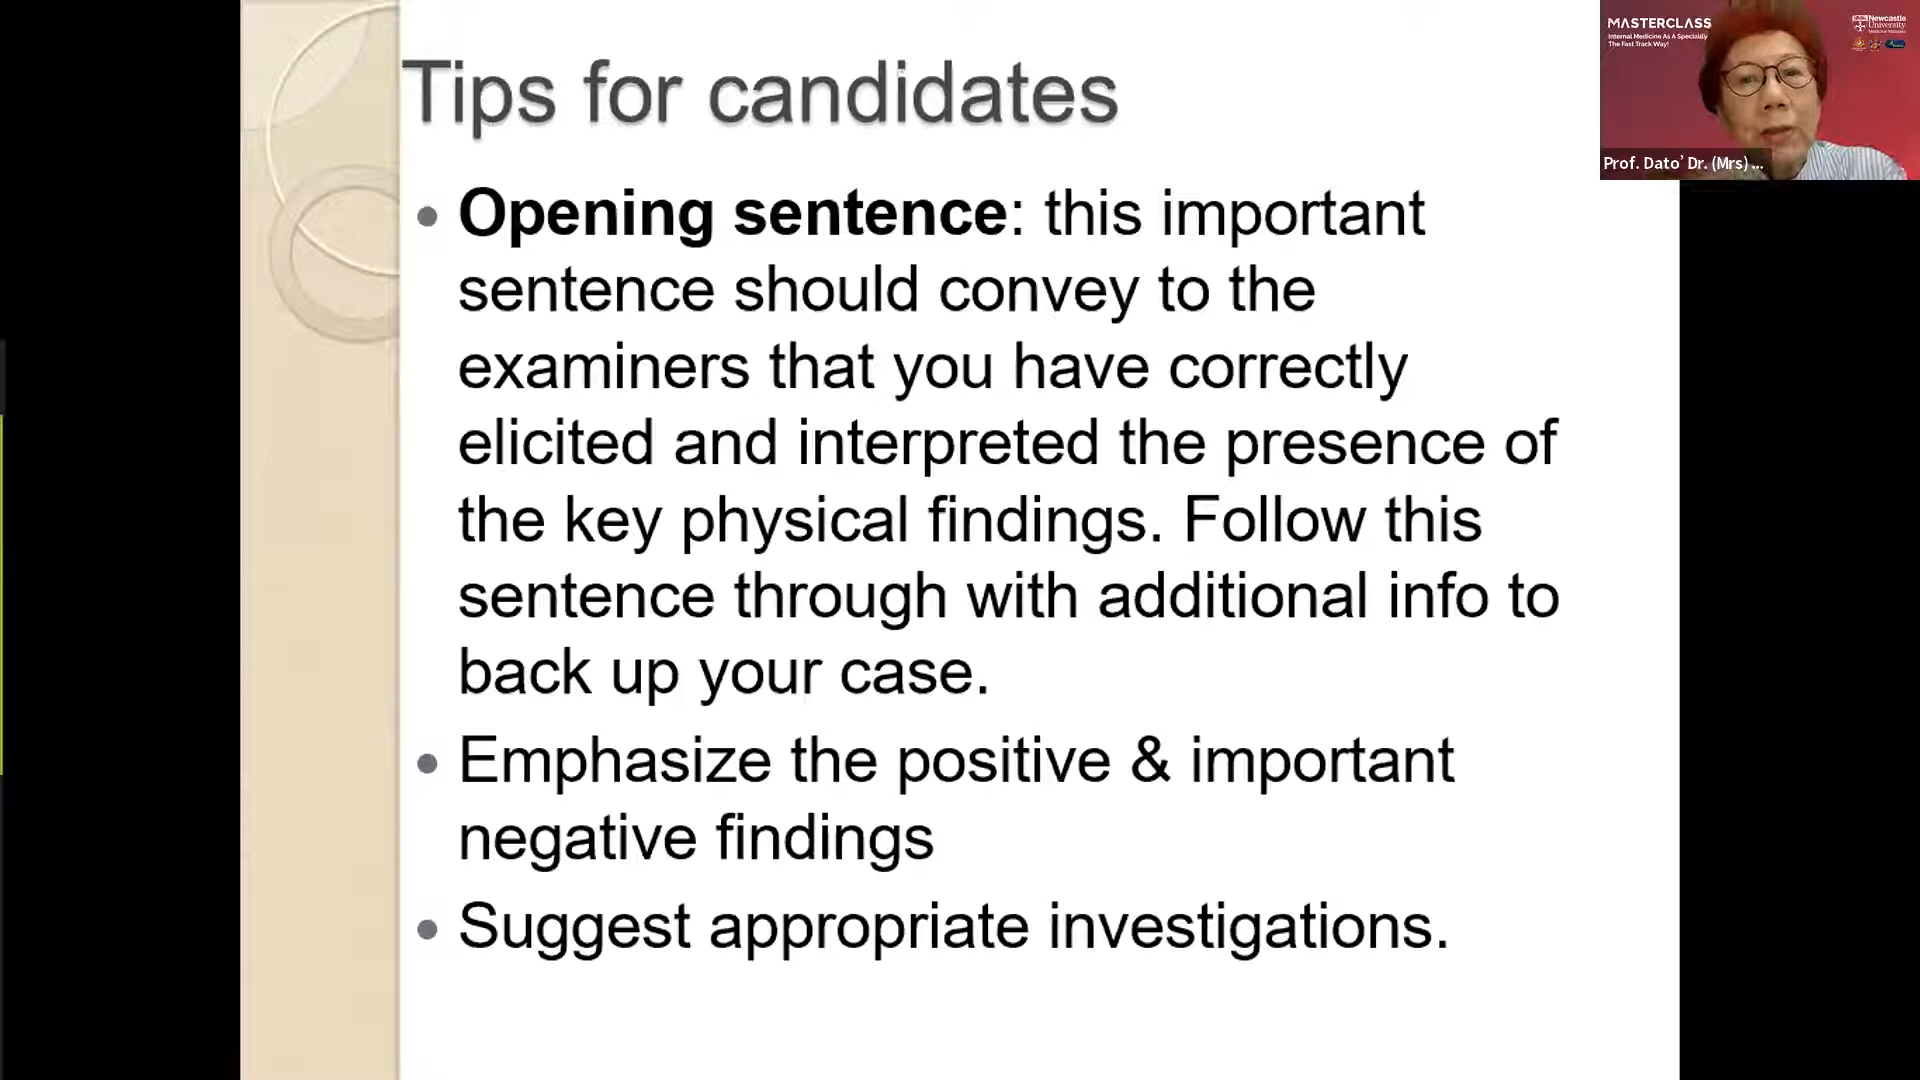 Tips for candidates
• Opening sentence: this important
sentence should convey to the
examiners that you have correctly
elicited and interpreted the presence of
the key physical findings. Follow this
sentence through with additional info to
back up your case.
• Emphasize the positive & important
negative findings
• Suggest appropriate investigations.
MASTERCLASS
Internal Medicine As A Specialty
The Fast Track Way!
Newcastle
University
Prof. Dato’ Dr. (Mrs) ...